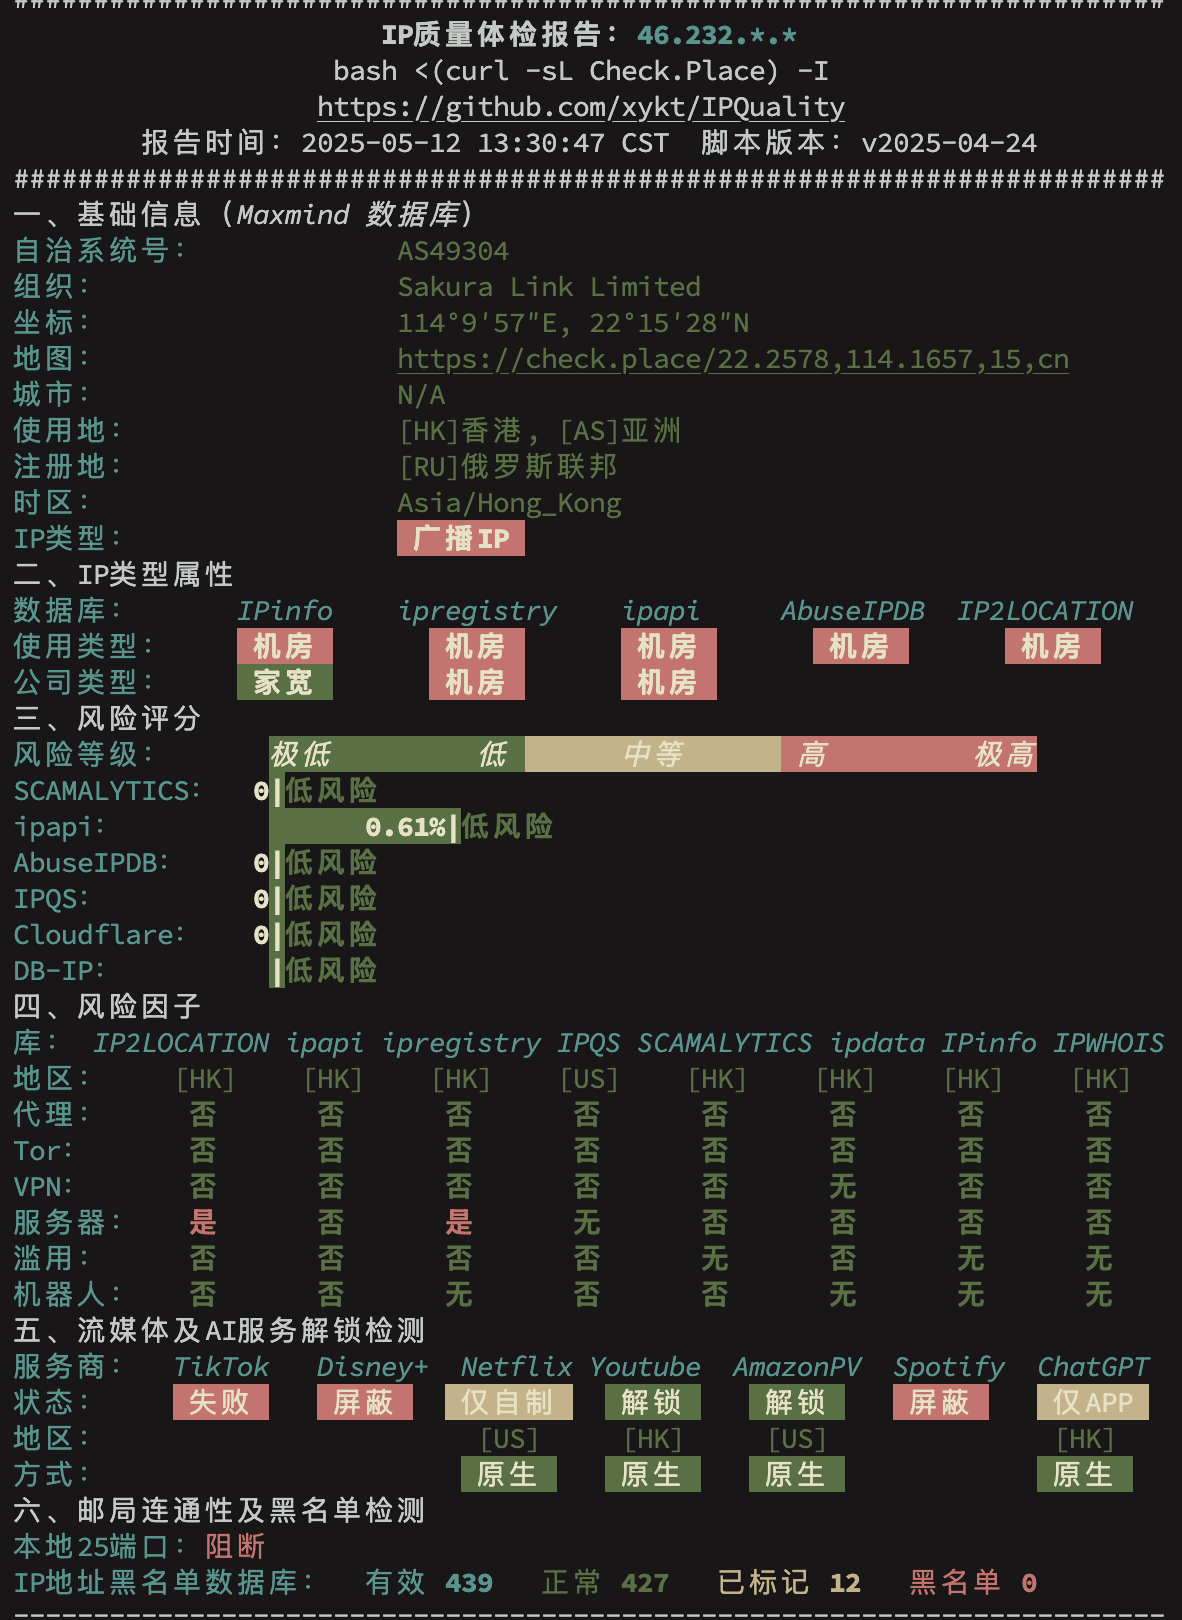 ########################################################################
IP质量体检报告：46.232.*.*
bash <(curl -sL Check.Place) -I
https://github.com/xykt/IPQuality
报告时间：2025-05-12 13:30:47 CST 脚本版本：v2025-04-24
########################################################################
一、基础信息（Maxmind 数据库）
自治系统号： AS49304
组织： Sakura Link Limited
坐标： 114°9′57″E, 22°15′28″N
地图： https://check.place/22.2578,114.1657,15,cn
城市： N/A
使用地： [HK]香港, [AS]亚洲
注册地： [RU]俄罗斯联邦
时区： Asia/Hong_Kong
IP类型： 广播IP
二、IP类型属性
数据库： IPinfo ipregistry ipapi AbuseIPDB IP2LOCATION
使用类型： 机房 机房 机房 机房 机房
公司类型： 家宽 机房 机房
三、风险评分
风险等级： 极低 低 中等 高 极高
SCAMALYTICS： 0|低风险
ipapi： 0.61%|低风险
AbuseIPDB： 0|低风险
IPQS： 0|低风险
Cloudflare： 0|低风险
DB-IP： |低风险
四、风险因子
库： IP2LOCATION ipapi ipregistry IPQS SCAMALYTICS ipdata IPinfo IPWHOIS
地区： [HK] [HK] [HK] [US] [HK] [HK] [HK] [HK]
代理： 否 否 否 否 否 否 否 否
Tor： 否 否 否 否 否 否 否 否
VPN： 否 否 否 否 否 无 否 否
服务器： 是 否 是 无 否 否 否 否
滥用： 否 否 否 否 无 否 无 无
机器人： 否 否 无 否 否 无 无 无
五、流媒体及AI服务解锁检测
服务商： TikTok Disney+ Netflix Youtube AmazonPV Spotify ChatGPT
状态： 失败 屏蔽 仅自制 解锁 解锁 屏蔽 仅APP
地区： [US] [HK] [US] [HK]
方式： 原生 原生 原生 原生
六、邮局连通性及黑名单检测
本地25端口：阻断
IP地址黑名单数据库： 有效 439 正常 427 已标记 12 黑名单 0
========================================================================